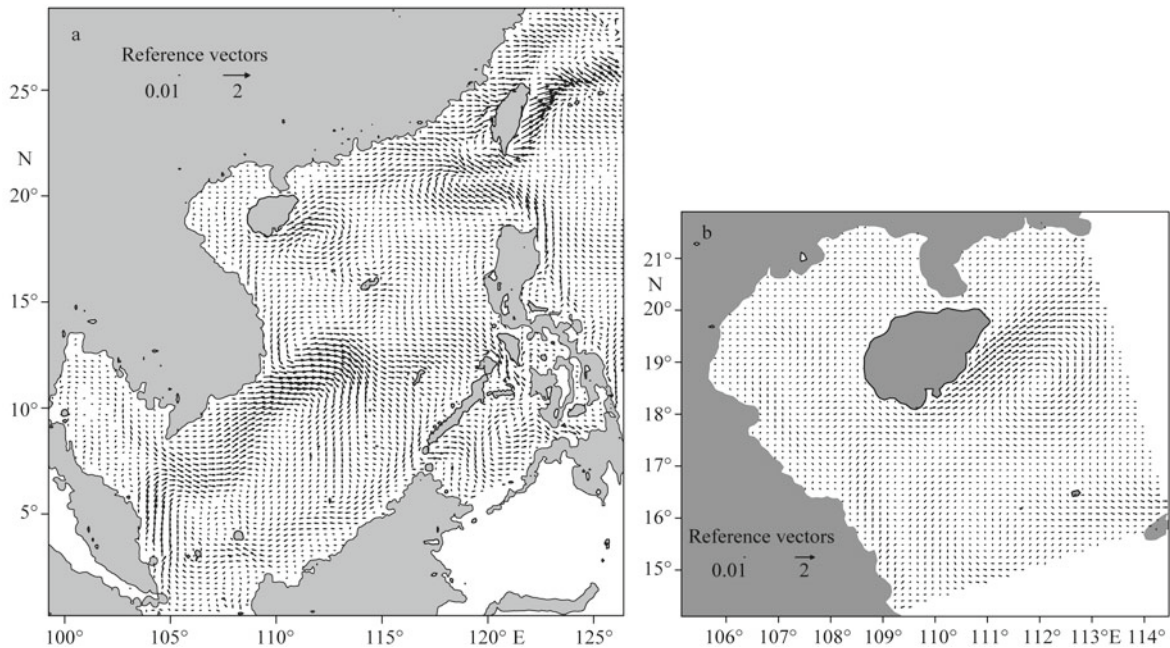 a
Reference vectors
0.01 2
25°
N
20°
15°
10°
5°
100° 105° 110° 115° 120° E 125°
b
21°
N
20°
19°
18°
17°
16°
15°
Reference vectors
0.01 2
106° 107° 108° 109° 110° 111° 112° 113°E 114°